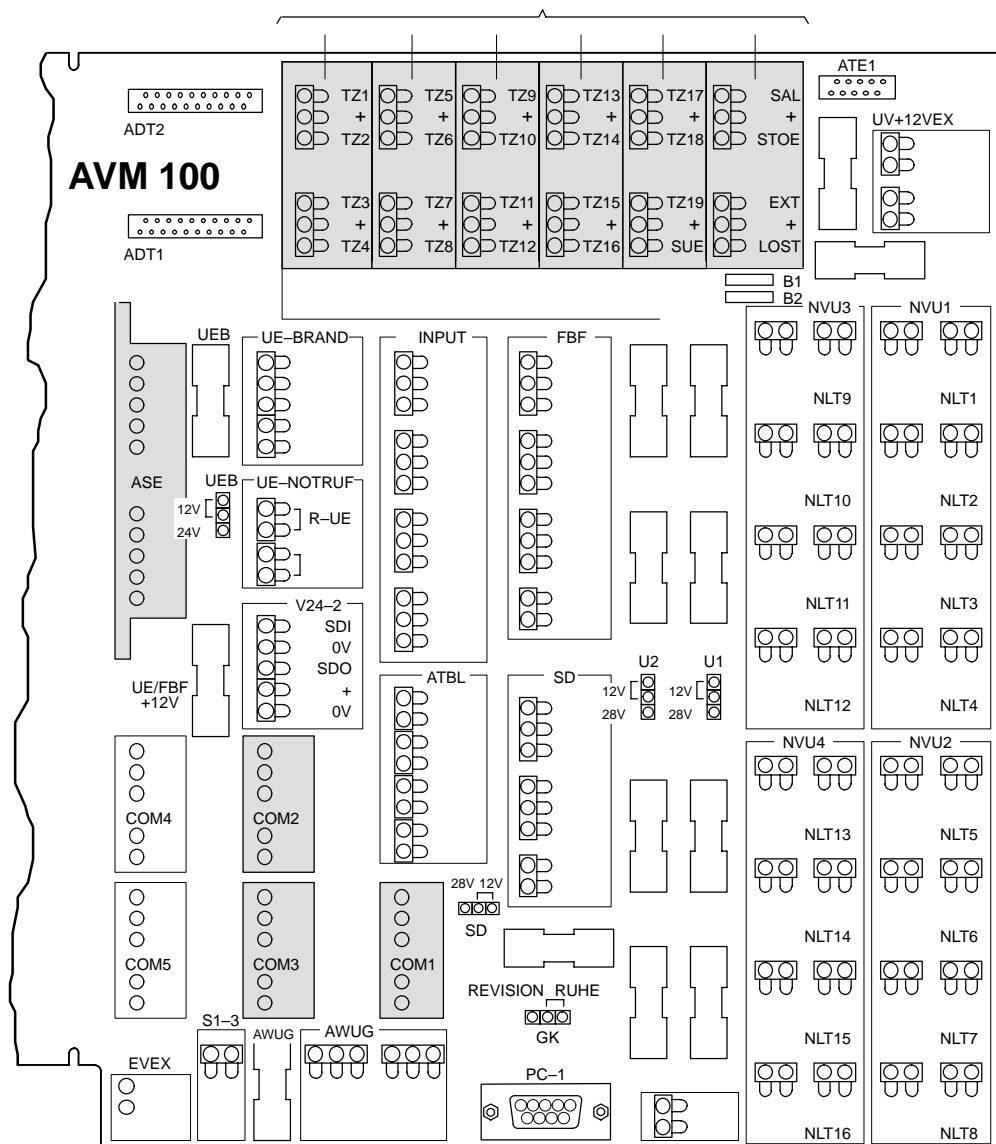 ATE1
TZ1 TZ5 TZ9 TZ13 TZ17 SAL
ADT2
+ + + + + +
UV+12VEX
TZ2 TZ6 TZ10 TZ14 TZ18 STOE
AVM 100
TZ3 TZ7 TZ11 TZ15 TZ19 EXT
+ + + + + +
TZ4 TZ8 TZ12 TZ16 SUE LOST
ADT1
B1
B2
NVU3 NVU1
UEB UE–BRAND INPUT FBF
NLT9 NLT1
ASE UEB UE–NOTRUF
12V
24V
R–UE
NLT10 NLT2
V24–2
SDI
0V
SDO
+
0V
NLT11 NLT3
UE/FBF
+12V
ATBL SD U2 U1
12V 12V
28V 28V
NLT12 NLT4
NVU4 NVU2
COM4 COM2
NLT13 NLT5
28V 12V
SD
NLT14 NLT6
COM5 COM3 COM1
REVISION RUHE
GK
S1–3 AWUG AWUG
NLT15 NLT7
EVEX
PC–1
NLT16 NLT8